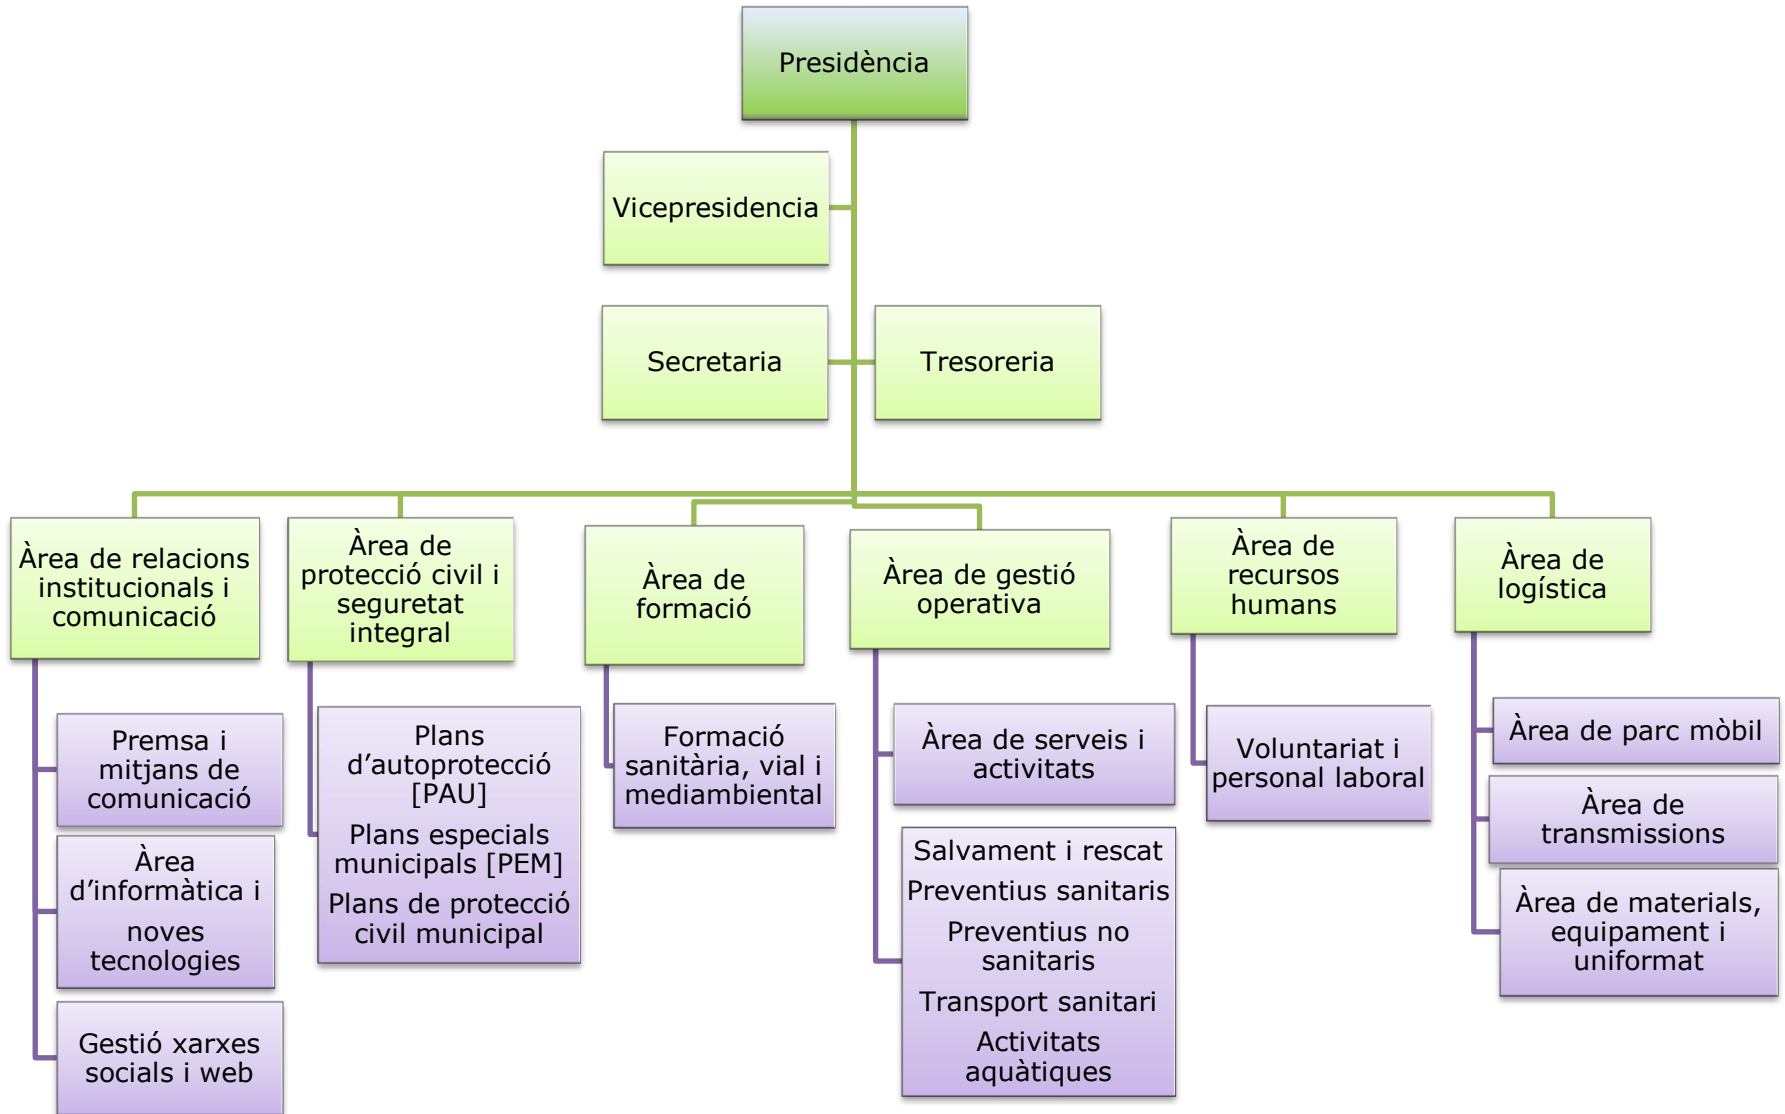 Presidència
Vicepresidencia
Secretaria
Tresoreria
Àrea de relacions
institucionals i
comunicació
Premsa i
mitjans de
comunicació
Àrea
d’informàtica i
noves
tecnologies
Gestió xarxes
socials i web
Àrea de
protecció civil i
seguretat
integral
Plans
d’autoprotecció
[PAU]
Plans especials
municipals [PEM]
Plans de protecció
civil municipal
Àrea de
formació
Formació
sanitària, vial i
mediambiental
Àrea de gestió
operativa
Àrea de serveis i
activitats
Salvament i rescat
Preventius sanitaris
Preventius no
sanitaris
Transport sanitari
Activitats
aquàtiques
Àrea de
recursos
humans
Voluntariat i
personal laboral
Àrea de
logística
Àrea de parc mòbil
Àrea de
transmissions
Àrea de materials,
equipament i
uniformat